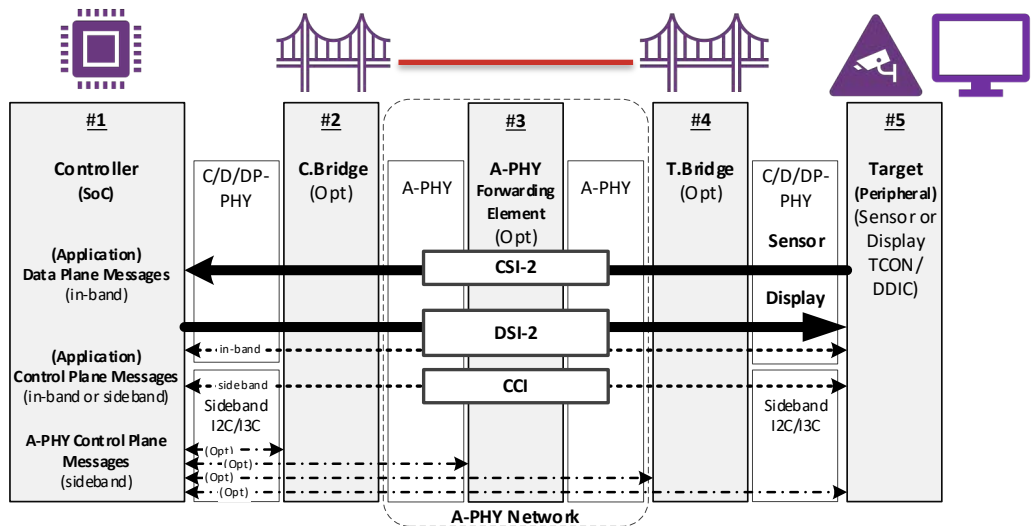 #1
Controller
(SoC)
(Application)
Data Plane Messages
(in-band)
(Application)
Control Plane Messages
(in-band or sideband)
A-PHY Control Plane
Messages
(sideband)
C/D/DP-
PHY
in-band
sideband
Sideband
I2C/I3C
(Opt)
(Opt)
(Opt)
(Opt)
#2
C.Bridge
(Opt)
A-PHY
#3
A-PHY
Forwarding
Element
(Opt)
CSI-2
DSI-2
CCI
A-PHY
A-PHY Network
#4
T.Bridge
(Opt)
C/D/DP-
PHY
Sensor
Display
Sideband
I2C/I3C
#5
Target
(Peripheral)
(Sensor or
Display
TCON/
DDIC)